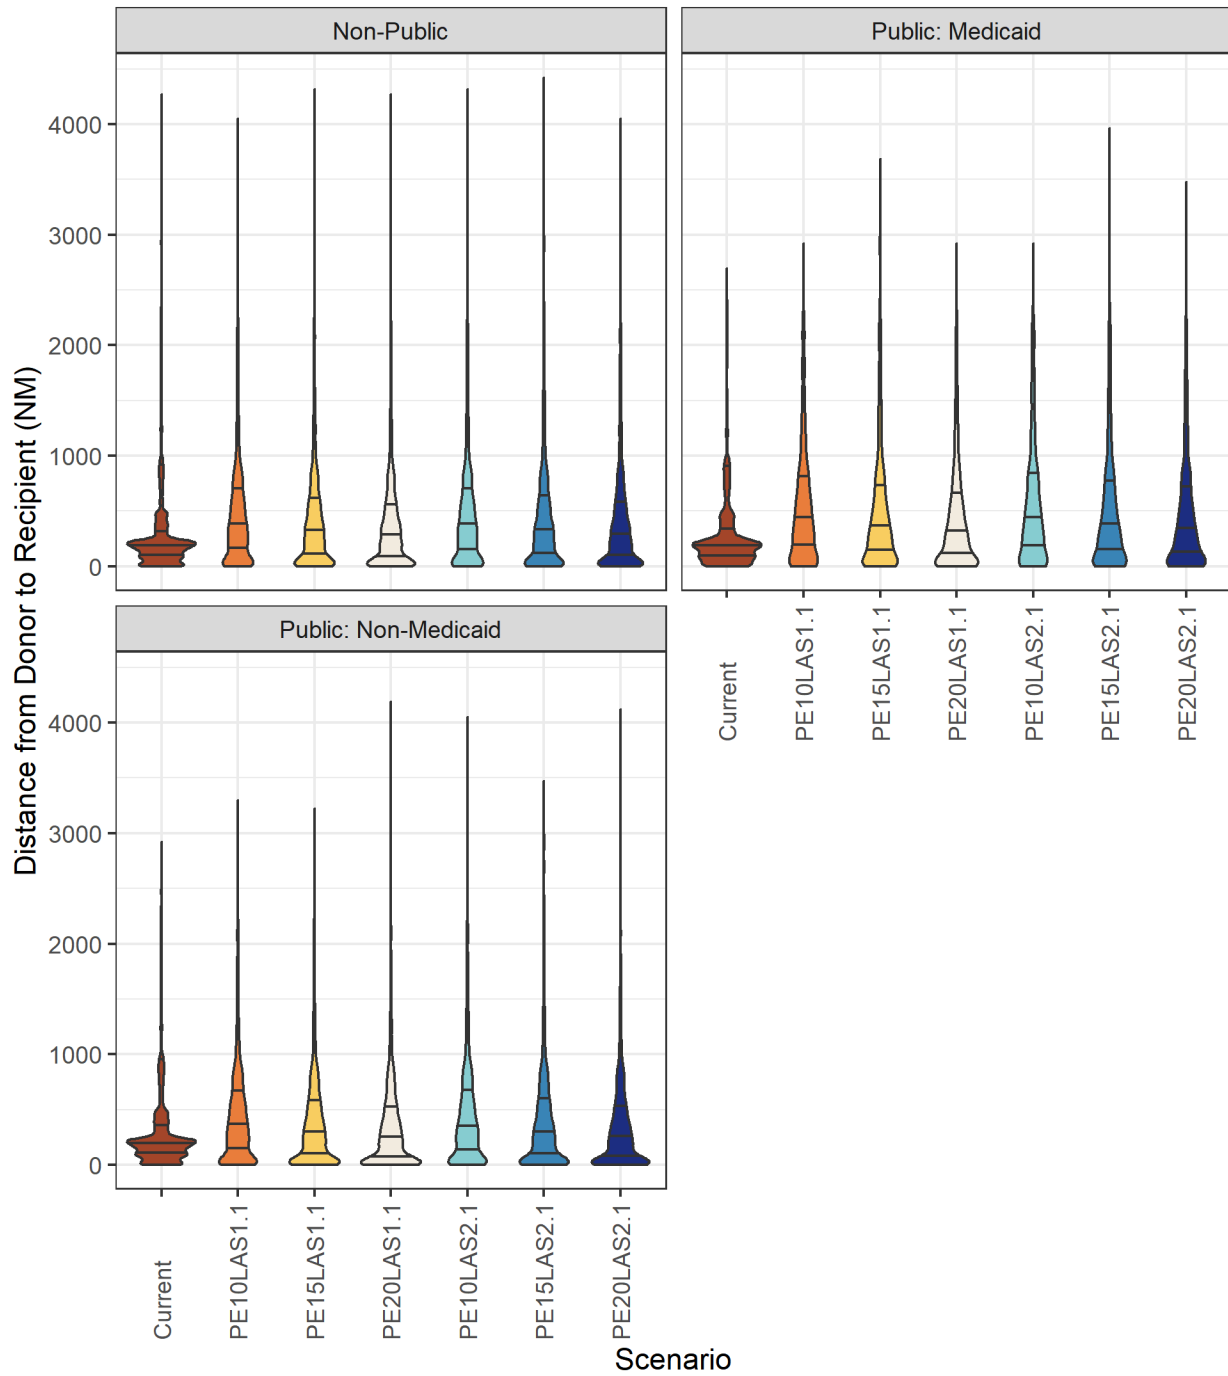 Non-Public
Public: Medicaid
4000
3000
2000
1000
0
Distance from Donor to Recipient (NM)
Current
PE10LAS1.1
PE15LAS1.1
PE20LAS1.1
PE10LAS2.1
PE15LAS2.1
PE20LAS2.1
Public: Non-Medicaid
4000
3000
2000
1000
0
Current
PE10LAS1.1
PE15LAS1.1
PE20LAS1.1
PE10LAS2.1
PE15LAS2.1
PE20LAS2.1
Scenario